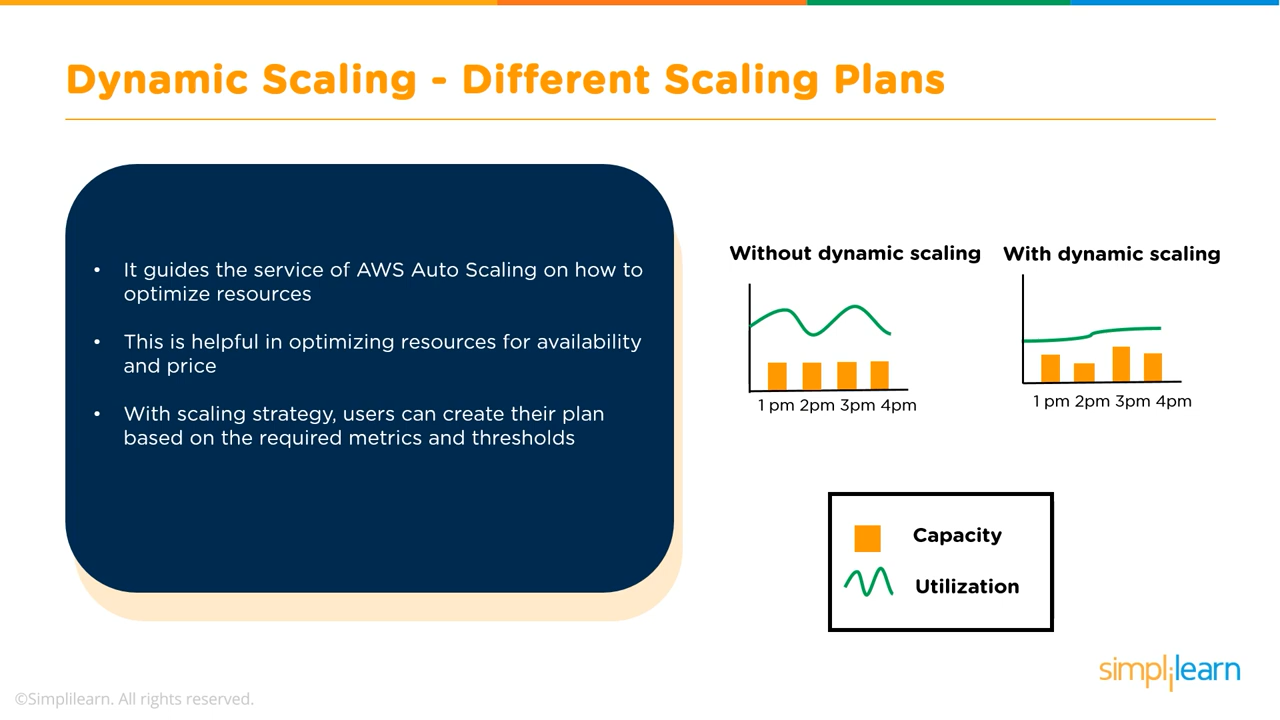 Dynamic Scaling - Different Scaling Plans
• It guides the service of AWS Auto Scaling on how to
optimize resources
• This is helpful in optimizing resources for availability
and price
• With scaling strategy, users can create their plan
based on the required metrics and thresholds
Without dynamic scaling
1 pm 2pm 3pm 4pm
With dynamic scaling
1 pm 2pm 3pm 4pm
Capacity
Utilization
simplilearn
©Simplilearn. All rights reserved.